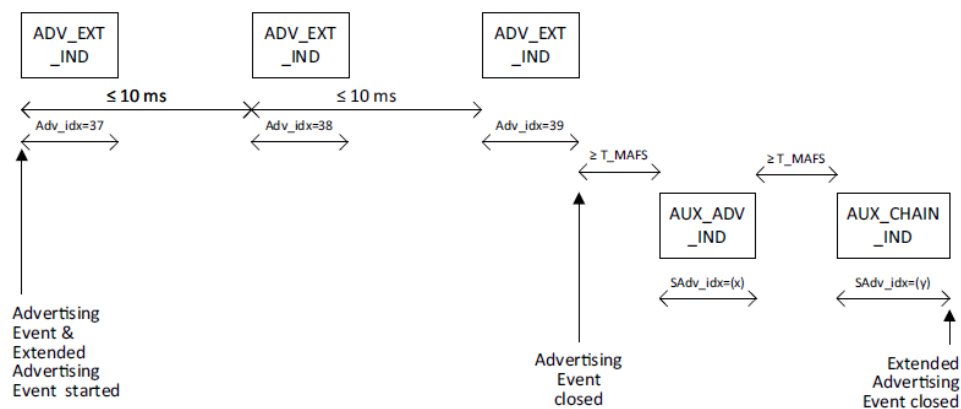 ADV_EXT
_IND
ADV_EXT
_IND
ADV_EXT
_IND
≤ 10 ms
≤ 10 ms
Adv_idx=37
Adv_idx=38
Adv_idx=39
≥ T_MAFS
≥ T_MAFS
AUX_ADV
_IND
AUX_CHAIN
_IND
SAdv_idx=(x)
SAdv_idx=(y)
Advertising
Event &
Extended
Advertising
Event started
Advertising
Event
closed
Extended
Advertising
Event closed